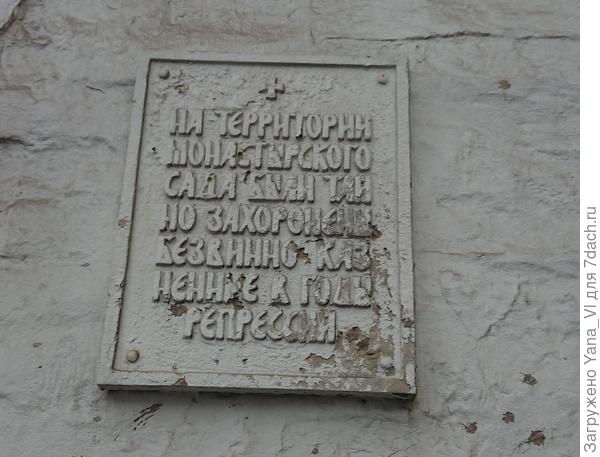 НА ТЕРРИТОРИИ
МОНАСТЫРСКОГО
САДА БЫЛИ ТАЙ
НО ЗАХОРОНЕНЫ
БЕЗВИННО КАЗ
НЕННЫЕ В ГОДЫ
РЕПРЕССИЙ
Загружено Yana_VI для 7dach.ru